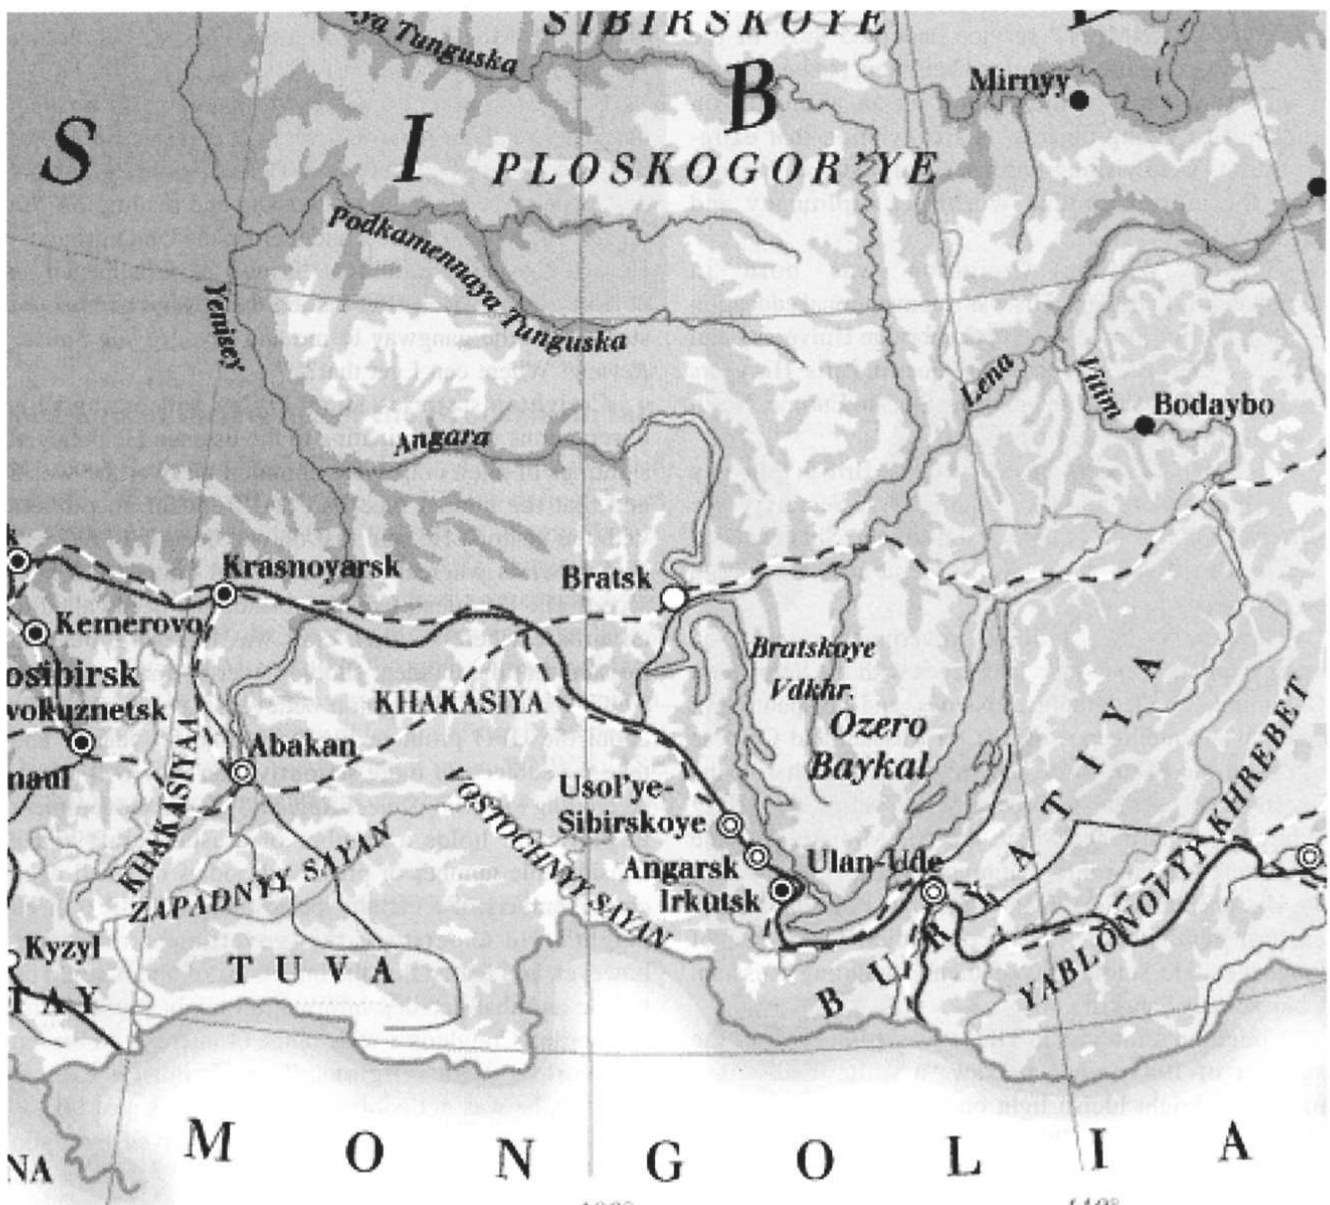 SIBIRSKOYE
Tunguska
B
Mirnyy
S
I
PLOSKOGOR'YE
Podkamennaya Tunguska
Yenisey
Lena
Vitim
Bodaybo
Angara
Krasnoyarsk
Bratsk
Kemerovo
osibirsk
vokuznetsk
Bratskoye
Vdkhr.
KHAKASIYA
Ozero
Baykal
Abakan
KHAKASIYAA
naul
VOSTOCHNYY SAYAN
Usol'ye-
Sibirskoye
Angarsk
Irkutsk
Ulan-Ude
ZAPADNYY SAYAN
BURYATIYA
YABLONOVYY KHREBET
Kyzyl
TUVA
TAY
MONGOLIA
NA
110°